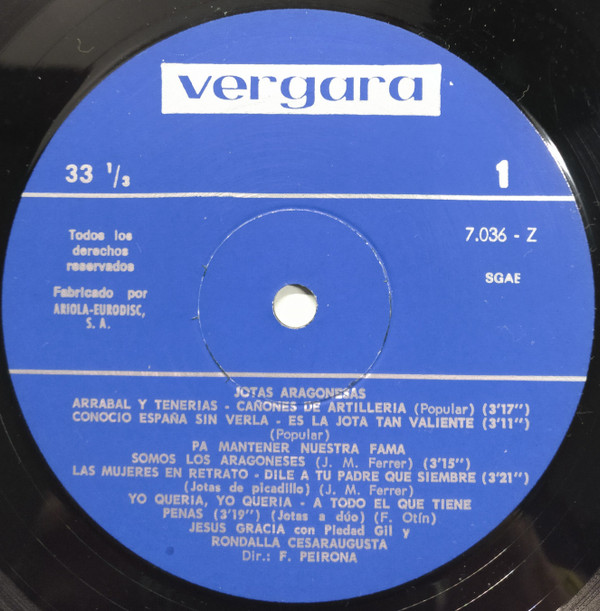 vergara
33 1/3
1
Todos los
derechos
reservados
Fabricado por
ARIOLA-EURODISC,
S. A.
7.036 - Z
SGAE
JOTAS ARAGONESAS
ARRABAL Y TENERIAS - CAÑONES DE ARTILLERIA (Popular) (3'17")
CONOCIO ESPAÑA SIN VERLA - ES LA JOTA TAN VALIENTE (3'11")
(Popular)
PA MANTENER NUESTRA FAMA
SOMOS LOS ARAGONESES (J. M. Ferrer) (3'15")
LAS MUJERES EN RETRATO - DILE A TU PADRE QUE SIEMBRE (3'21")
(Jotas de picadillo) (J. M. Ferrer)
YO QUERIA, YO QUERIA - A TODO EL QUE TIENE
PENAS (3'19") (Jotas a dúo) (F. Otín)
JESUS GRACIA con Piedad Gil y
RONDALLA CESARAUGUSTA
Dir.: F. PEIRONA